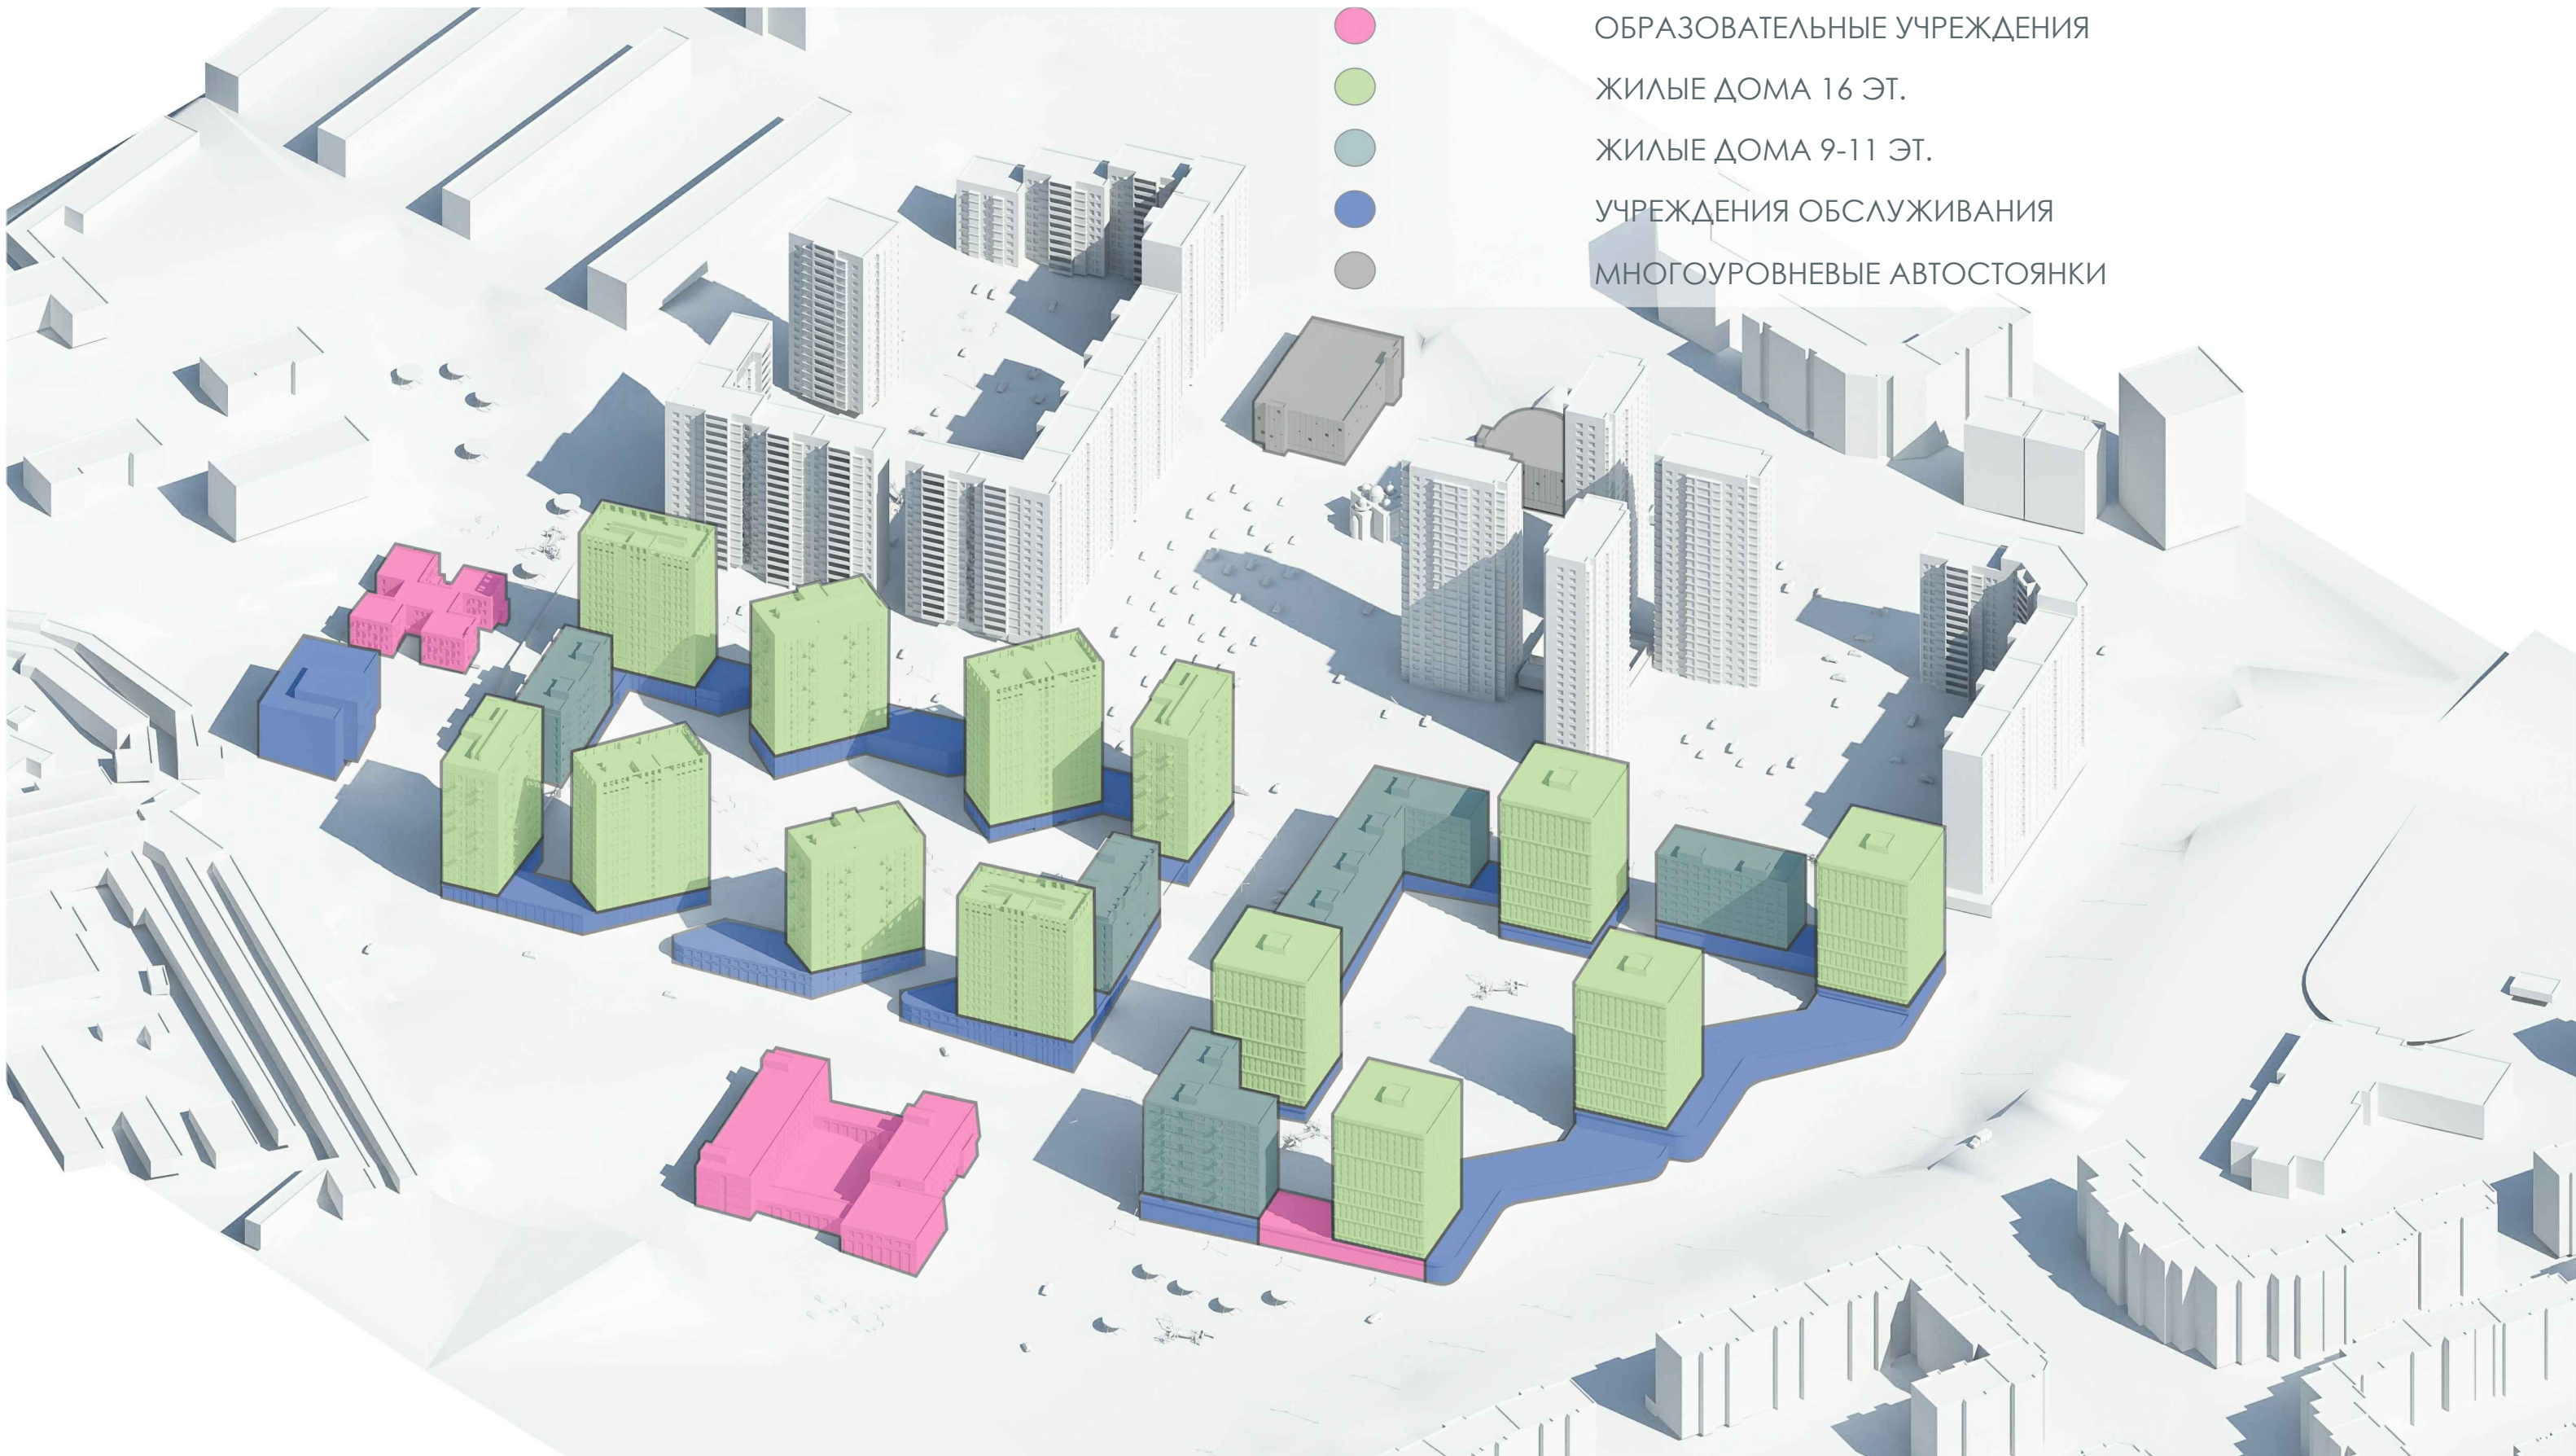 ОБРАЗОВАТЕЛЬНЫЕ УЧРЕЖДЕНИЯ
ЖИЛЫЕ ДОМА 16 ЭТ.
ЖИЛЫЕ ДОМА 9-11 ЭТ.
УЧРЕЖДЕНИЯ ОБСЛУЖИВАНИЯ
МНОГОУРОВНЕВЫЕ АВТОСТОЯНКИ